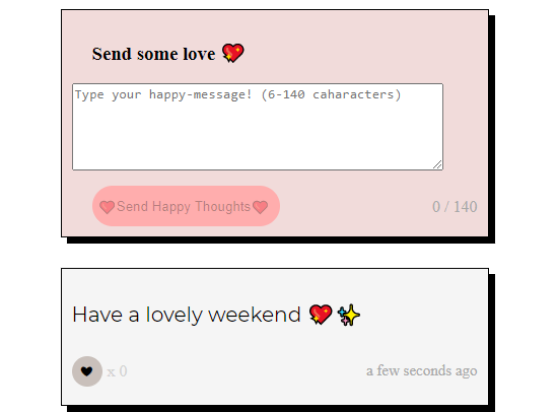 Send some love 💖
Type your happy-message! (6-140 caharacters)
💖Send Happy Thoughts💖 0 / 140
Have a lovely weekend 💖✨
🖤 x 0 a few seconds ago